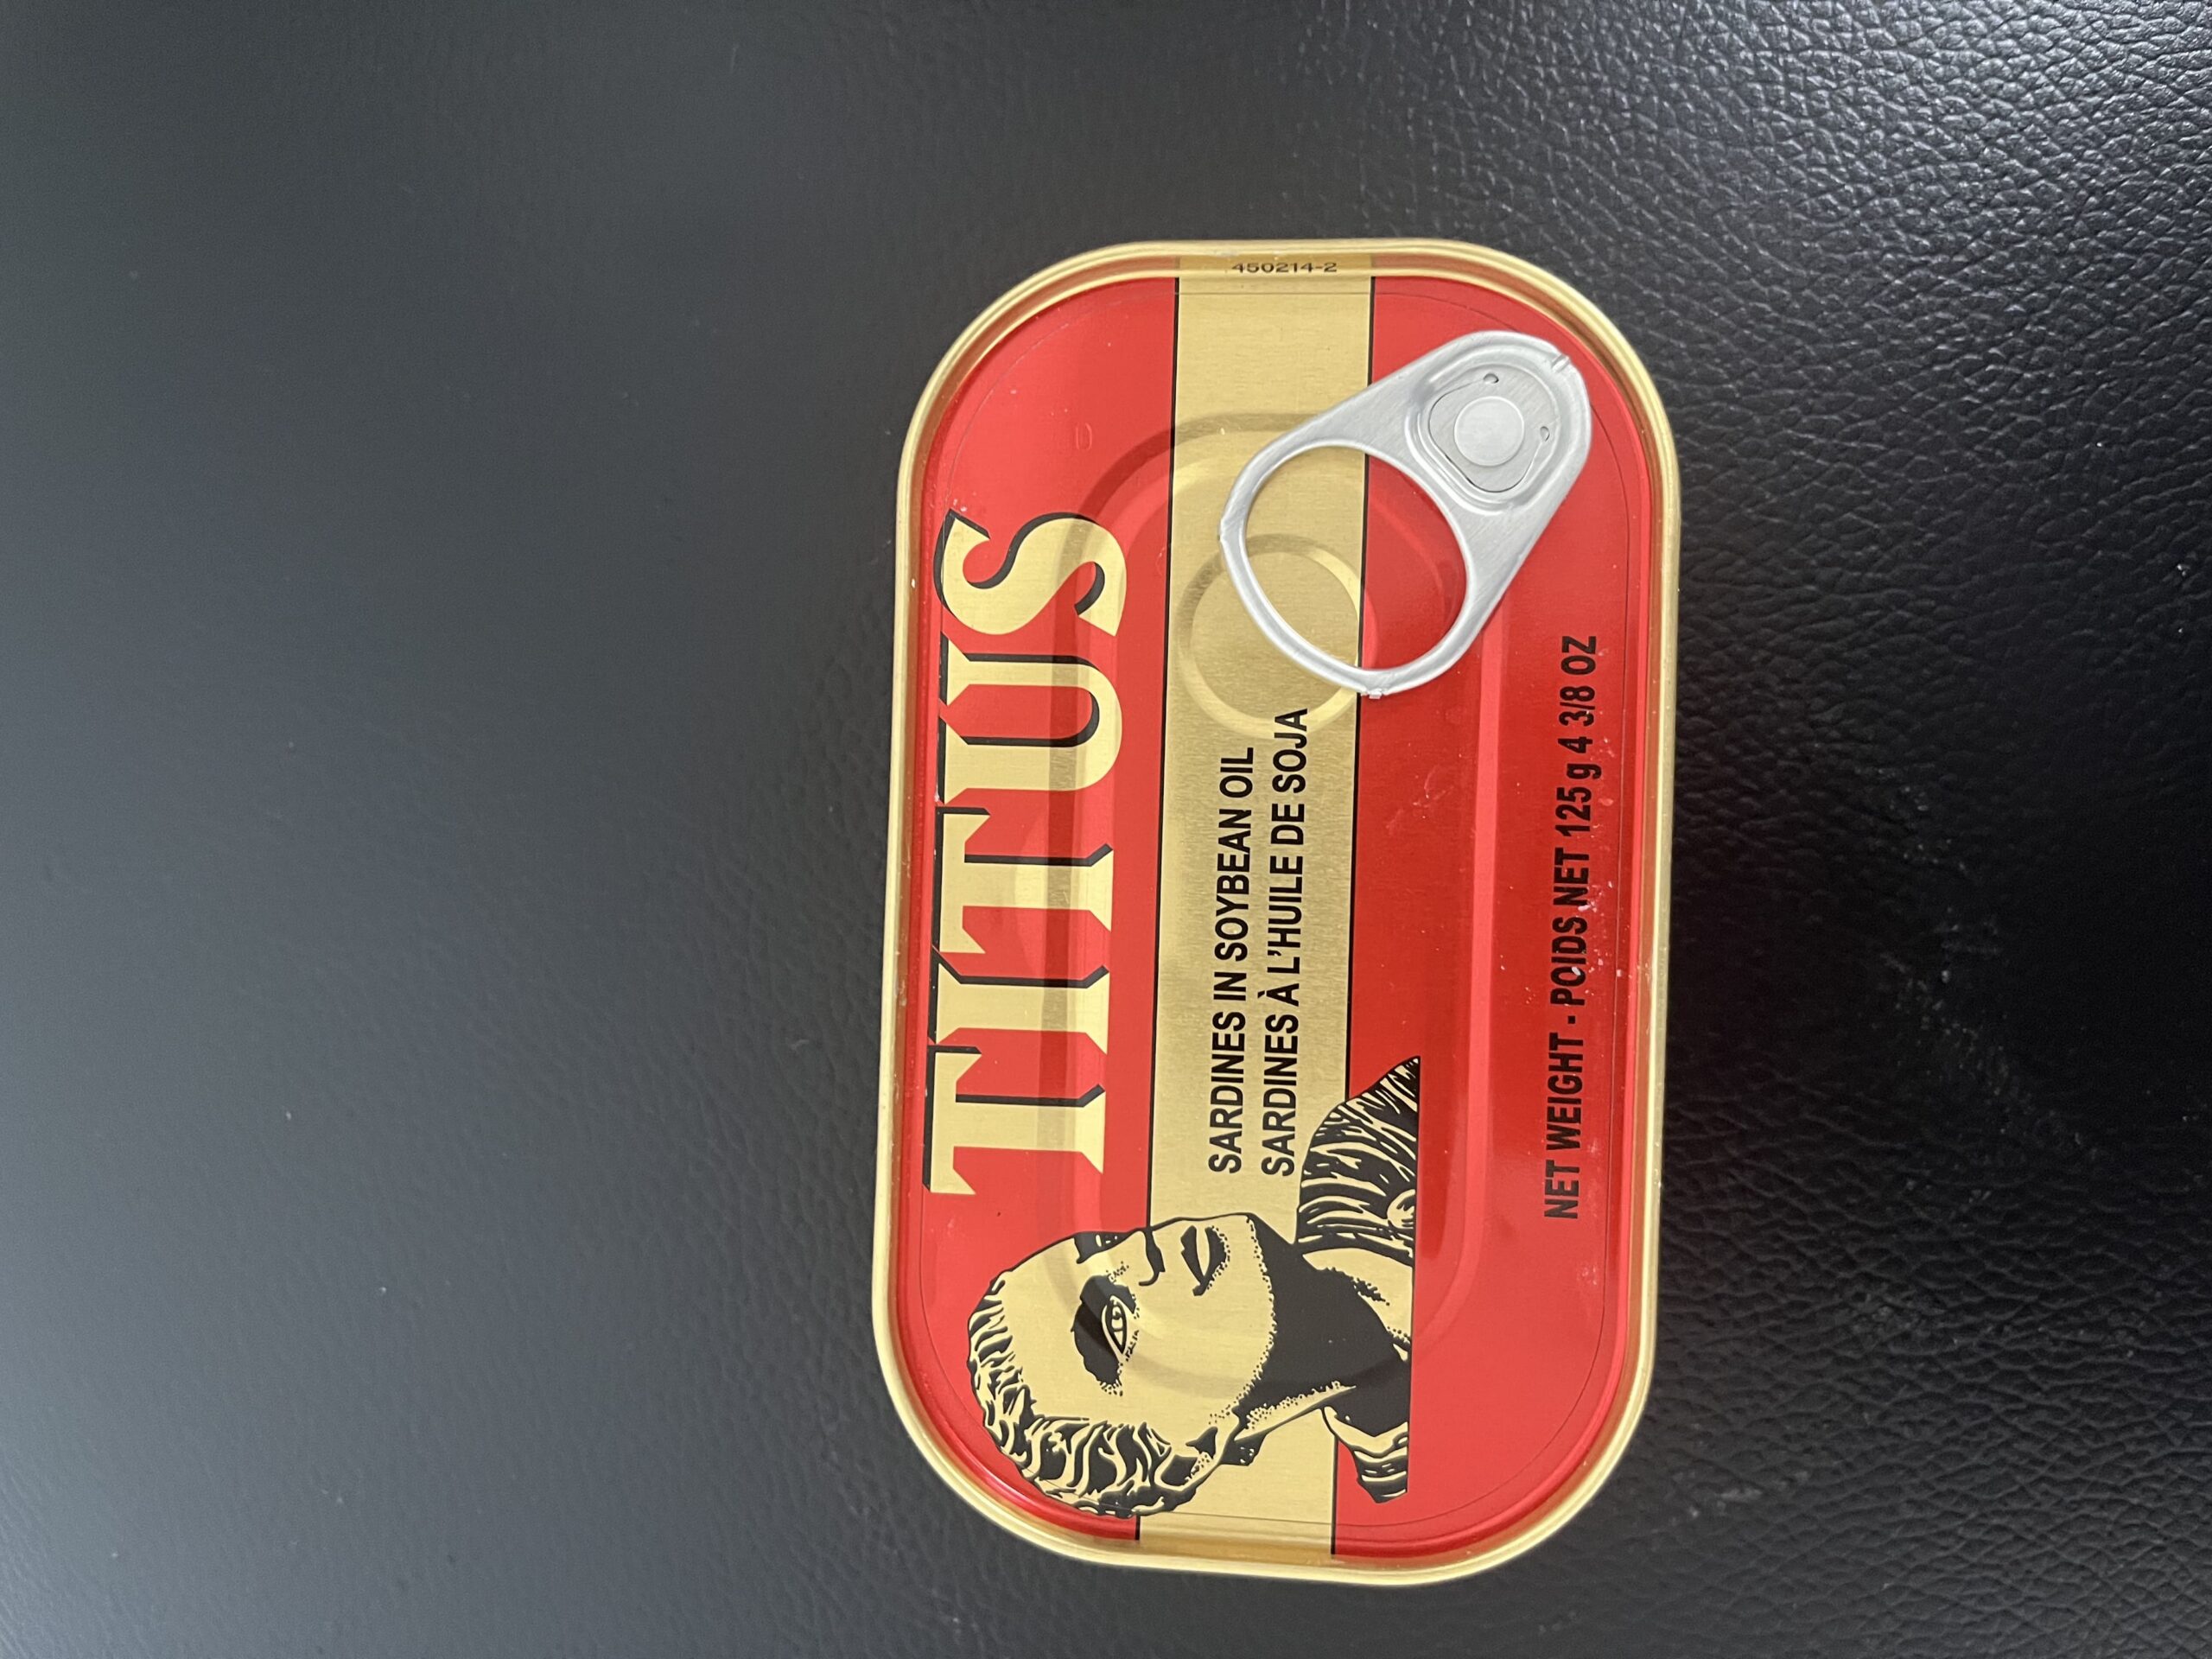 TITUS
SARDINES IN SOYBEAN OIL
SARDINES À L'HUILE DE SOJA
NET WEIGHT - POIDS NET 125 g 4 3/8 OZ
450214-2